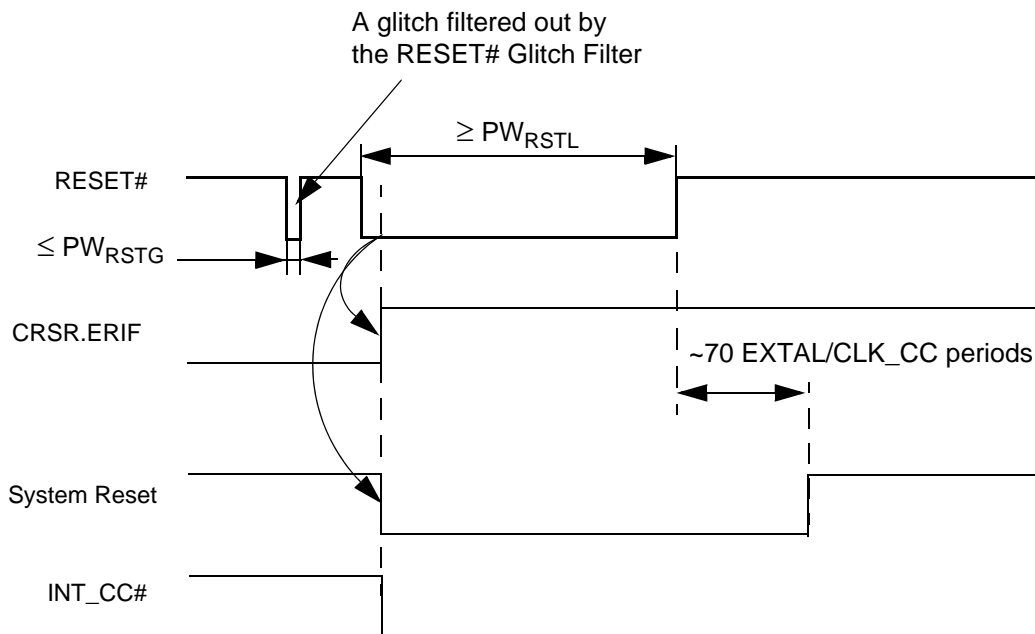 A glitch filtered out by
the RESET# Glitch Filter
≥ PWRSTL
RESET#
≤ PWRSTG
CRSR.ERIF
~70 EXTAL/CLK_CC periods
System Reset
INT_CC#